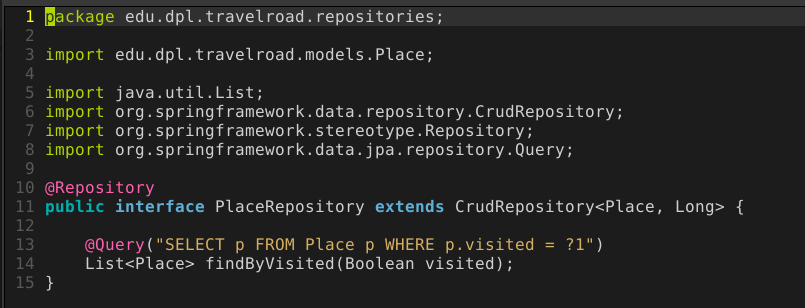 1 package edu.dpl.travelroad.repositories;
2
3 import edu.dpl.travelroad.models.Place;
4
5 import java.util.List;
6 import org.springframework.data.repository.CrudRepository;
7 import org.springframework.stereotype.Repository;
8 import org.springframework.data.jpa.repository.Query;
9
10 @Repository
11 public interface PlaceRepository extends CrudRepository<Place, Long> {
12
13     @Query("SELECT p FROM Place p WHERE p.visited = ?1")
14     List<Place> findByVisited(Boolean visited);
15 }